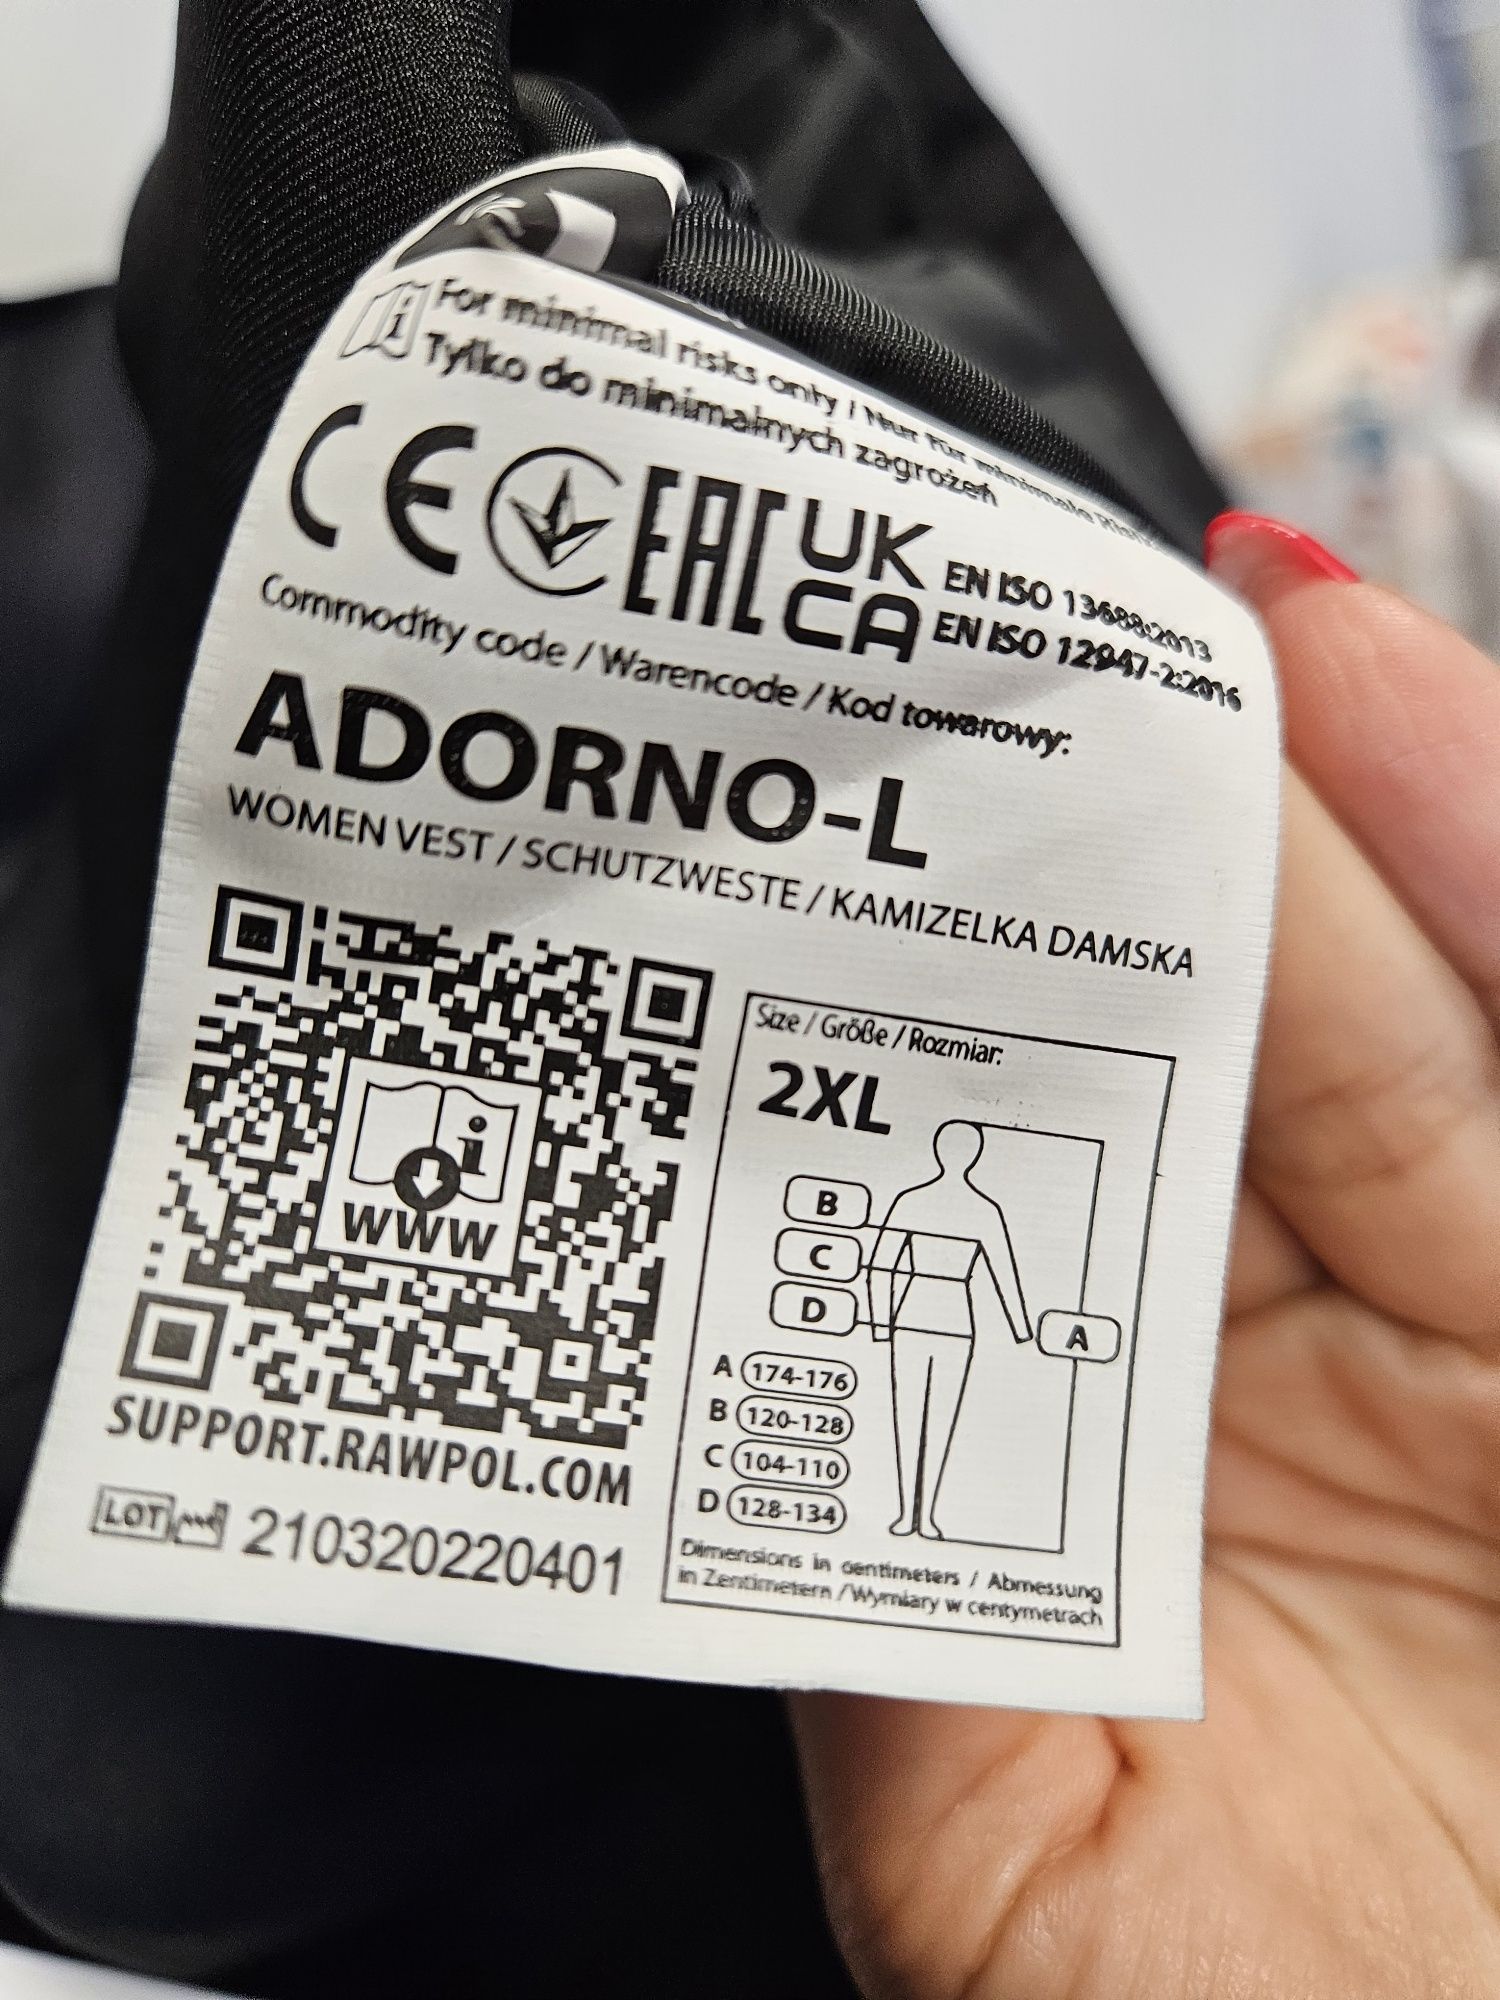 For minimal risks only / Nur für minimale
Tylko do minimalnych zagrożeń
CE EAC UK CA
EN ISO 13688:2013
EN ISO 12947-2:2016
Commodity code / Warencode / Kod towarowy:
ADORNO-L
WOMEN VEST / SCHUTZWESTE / KAMIZELKA DAMSKA
WWW
SUPPORT.RAWPOL.COM
LOT 210320220401
Size / Größe / Rozmiar:
2XL
B
C
D
A
A 174-176
B 120-128
C 104-110
D 128-134
Dimensions in centimeters / Abmessung
in Zentimetern / Wymiary w centymetrach